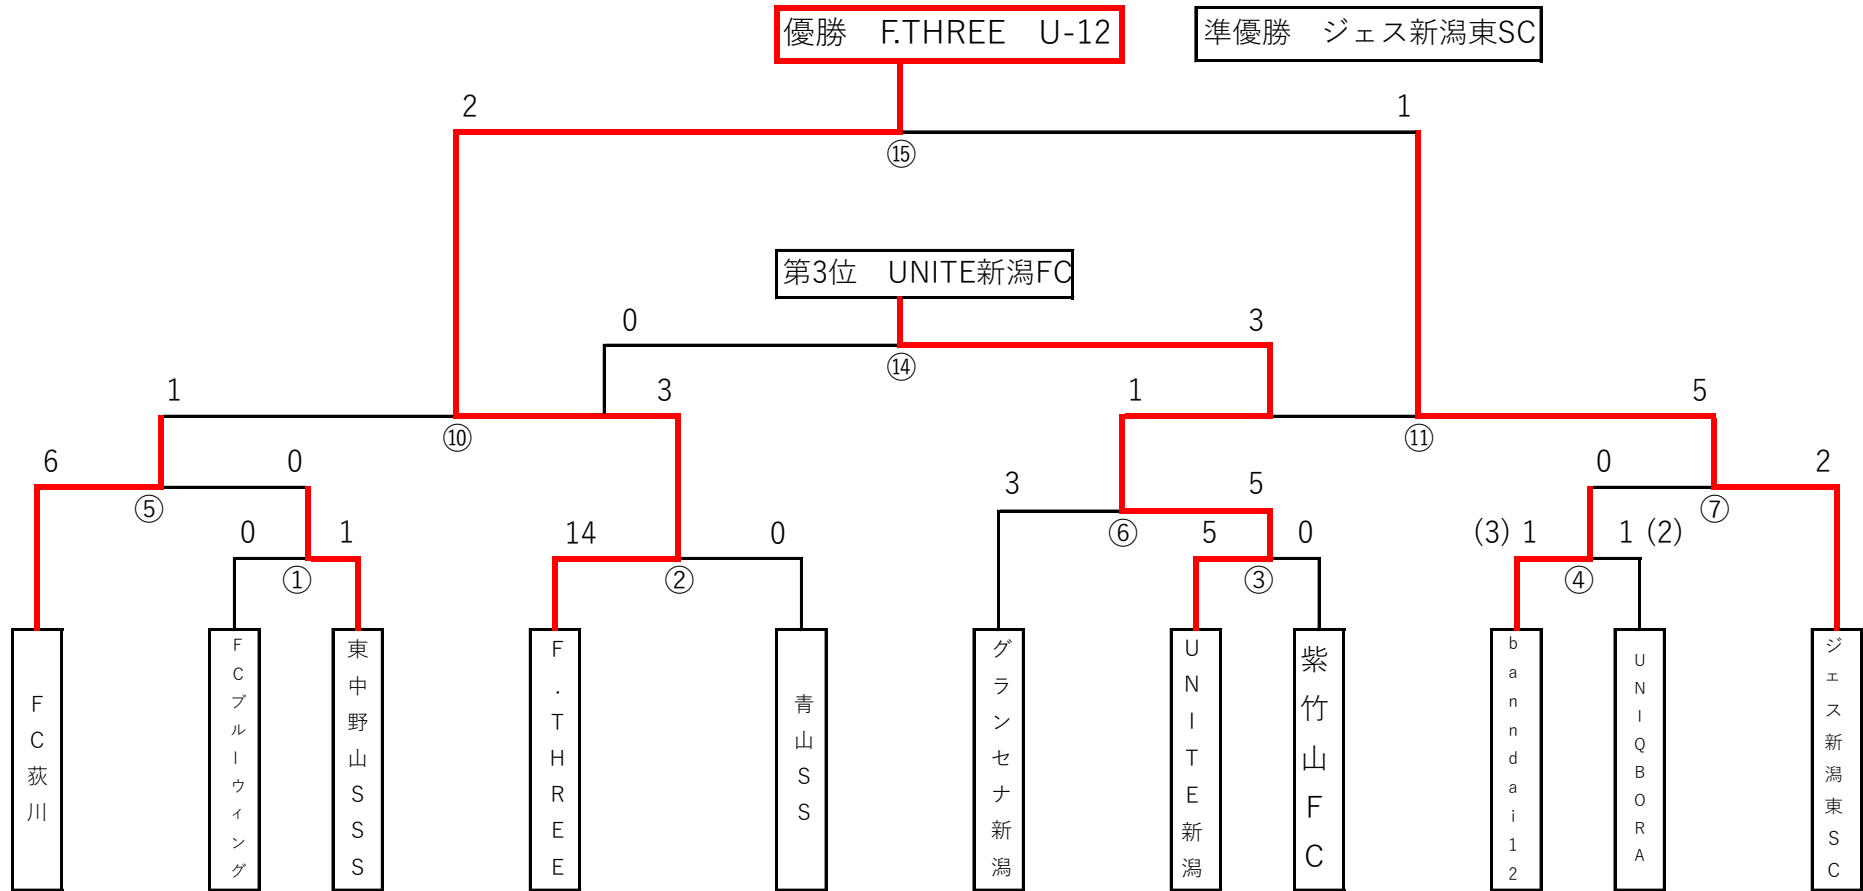 優勝　F.THREE　U-12
準優勝　ジェス新潟東SC
2
1
⑮
第3位　UNITE新潟FC
0
3
⑭
1
3
1
5
⑩
⑪
6
0
3
5
0
2
⑤
⑥
⑦
0
1
14
0
5
0
(3) 1
1 (2)
①
②
③
④
FC荻川
FCブルーウィング
東中野山SSS
F.THREE
青山SS
グランセナ新潟
UNITE新潟
紫竹山FC
banndai12
UNIQBORA
ジェス新潟東SC